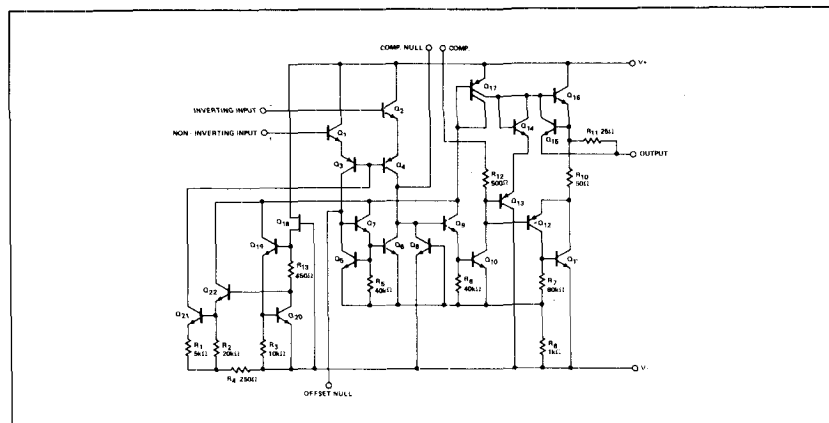 COMP. NULL
COMP.
V+
Q17
Q16
INVERTING INPUT
Q2
Q14
NON-INVERTING INPUT
Q1
Q15
R11 25Ω
OUTPUT
Q3
Q4
R12
500Ω
R10
50Ω
Q13
Q18
Q7
Q9
Q12
Q19
Q5
Q6
Q8
Q10
Q11
R13
450Ω
Q22
R5
40kΩ
R6
40kΩ
R7
80kΩ
Q21
Q20
R1
5kΩ
R2
20kΩ
R3
10kΩ
R8
1kΩ
R4 250Ω
V-
OFFSET NULL